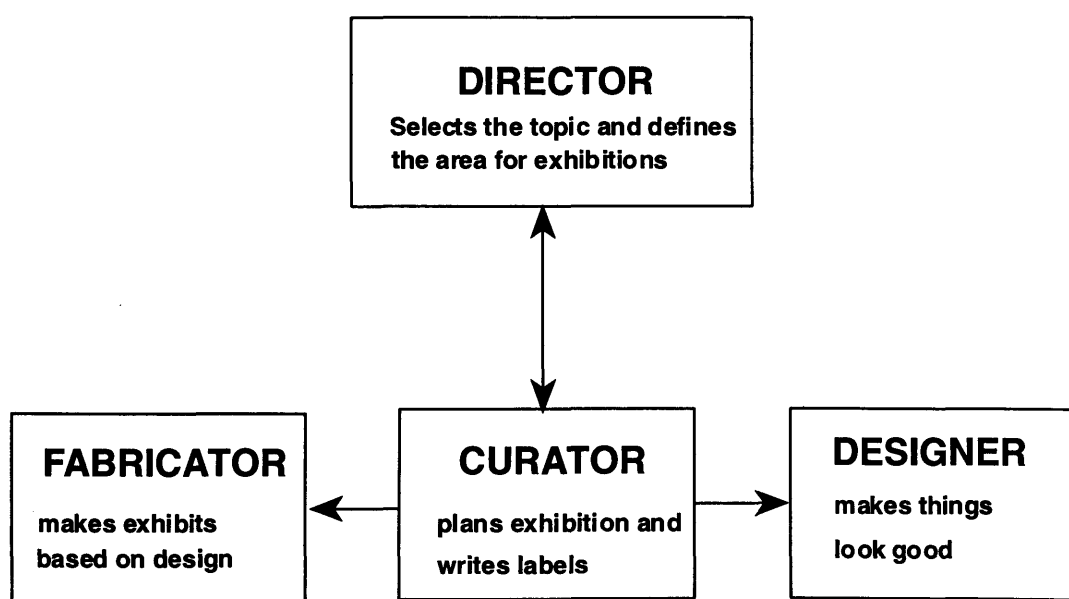 DIRECTOR
Selects the topic and defines
the area for exhibitions
FABRICATOR
makes exhibits
based on design
CURATOR
plans exhibition and
writes labels
DESIGNER
makes things
look good